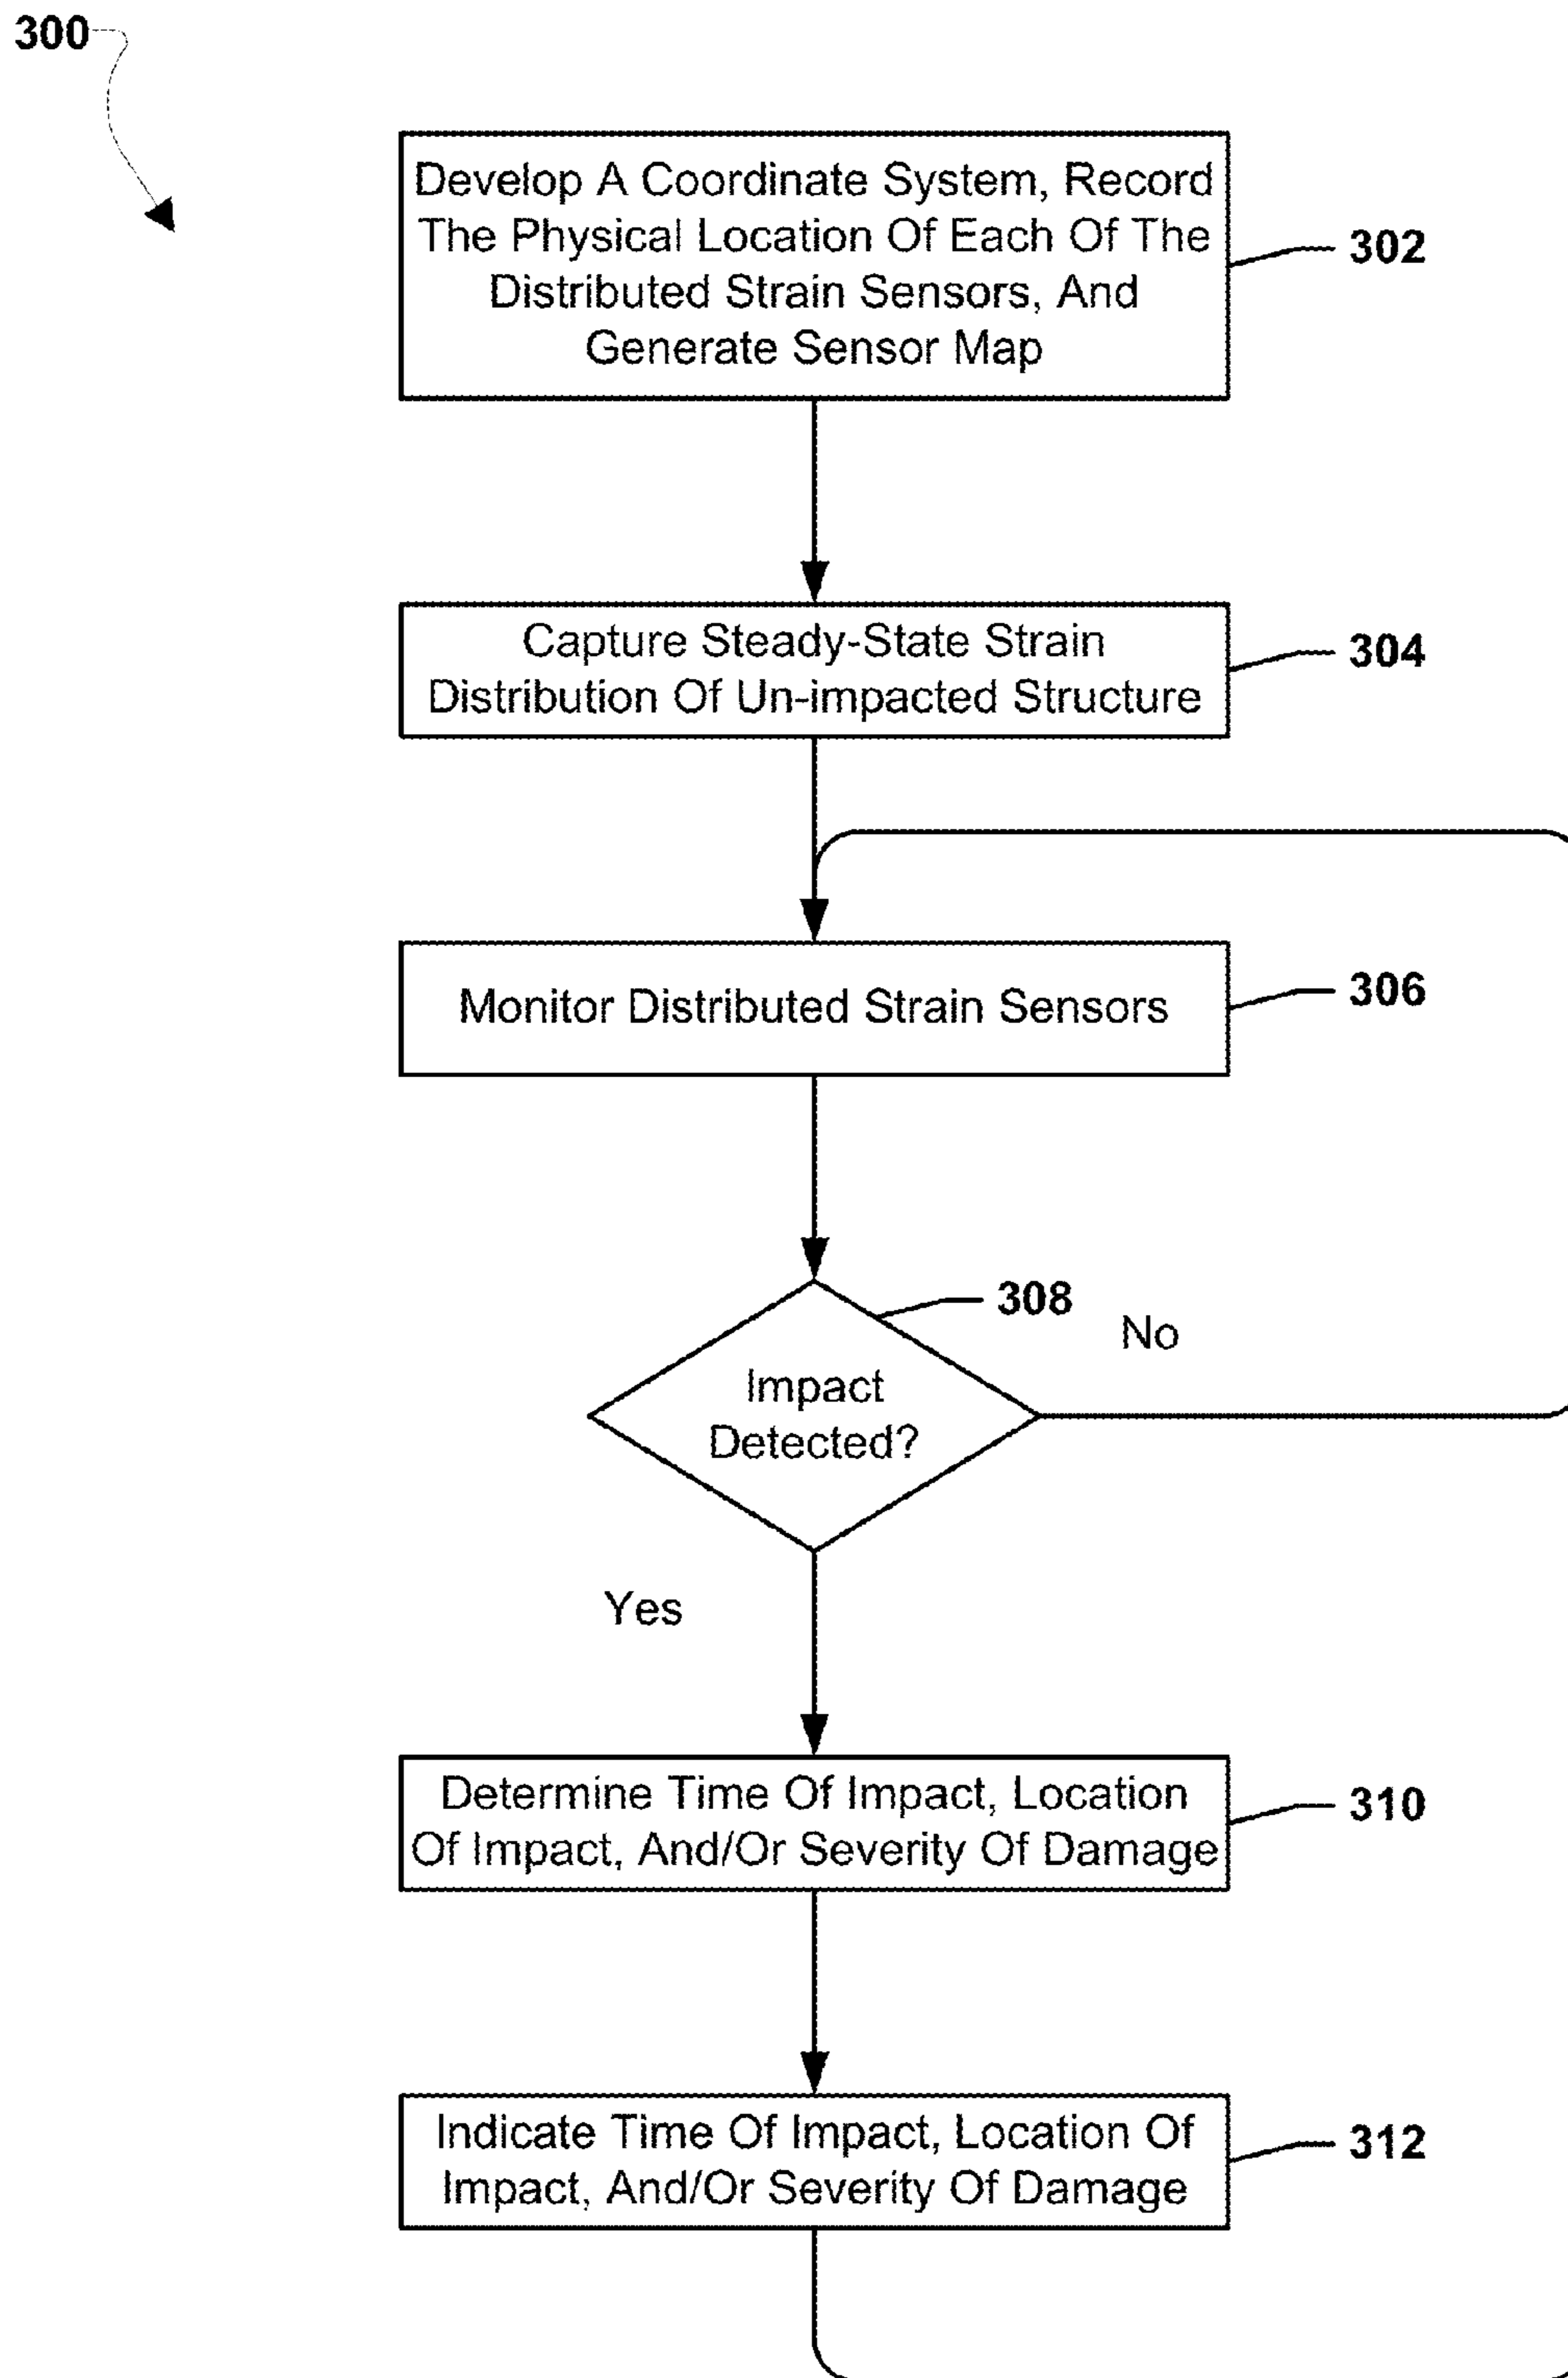 300
Develop A Coordinate System, Record
The Physical Location Of Each Of The
Distributed Strain Sensors, And
Generate Sensor Map
302
Capture Steady-State Strain
Distribution Of Un-impacted Structure
304
Monitor Distributed Strain Sensors
306
308
No
Impact
Detected?
Yes
Determine Time Of Impact, Location
Of Impact, And/Or Severity Of Damage
310
Indicate Time Of Impact, Location Of
Impact, And/Or Severity Of Damage
312